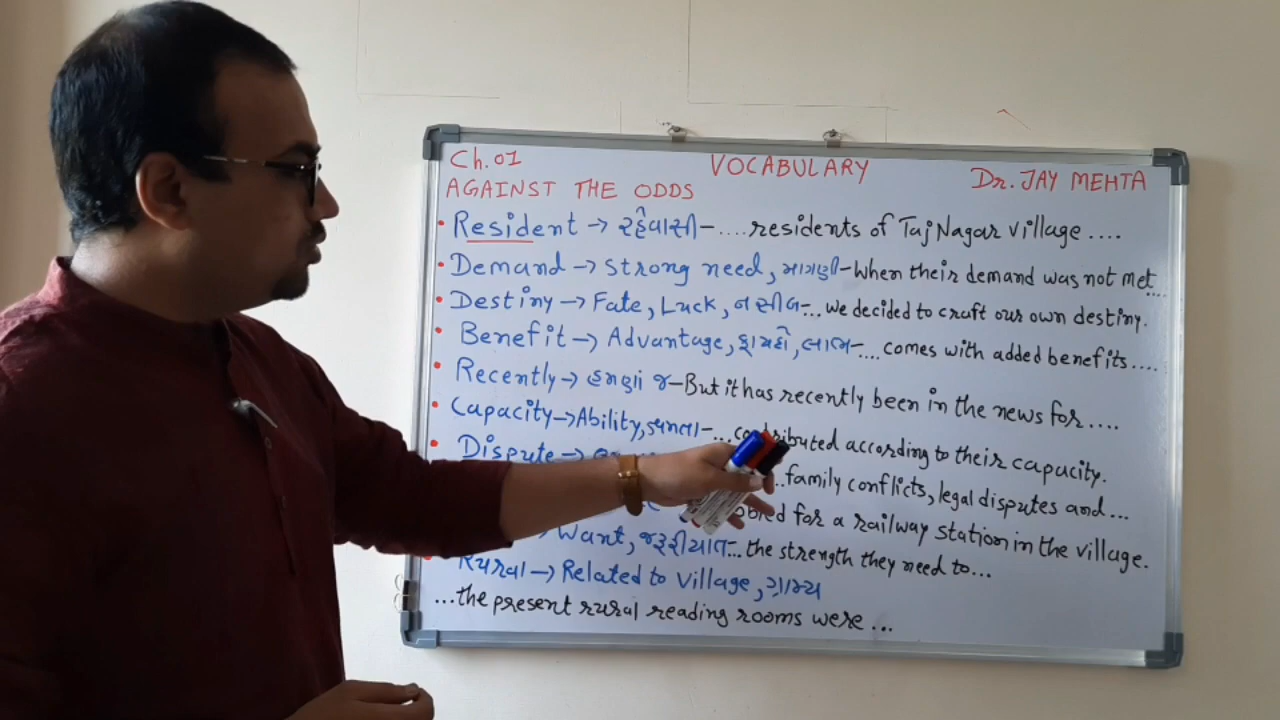 Ch.01
VOCABULARY
Dr. JAY MEHTA
AGAINST THE ODDS
• Resident → રહેવાસી - ....residents of Taj Nagar village ....
• Demand → strong need, માગણી - When their demand was not met....
• Destiny → Fate, Luck, નસીબ - ... we decided to craft our own destiny.
• Benefit → Advantage, ફાયદો, લાભ - .... comes with added benefits....
• Recently → હમણાં જ - But it has recently been in the news for ....
• Capacity → Ability, ક્ષમતા - ... contributed according to their capacity.
• Dispute → ...family conflicts, legal disputes and...
for a railway station in the village.
Want, જરૂરીયાત - ... the strength they need to...
Rural → Related to village, ગ્રામ્ય
...the present rural reading rooms were ...